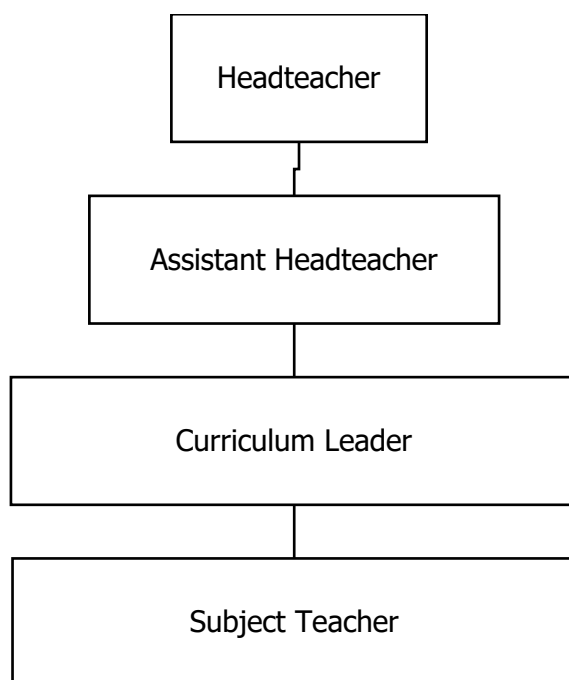 Headteacher
Assistant Headteacher
Curriculum Leader
Subject Teacher